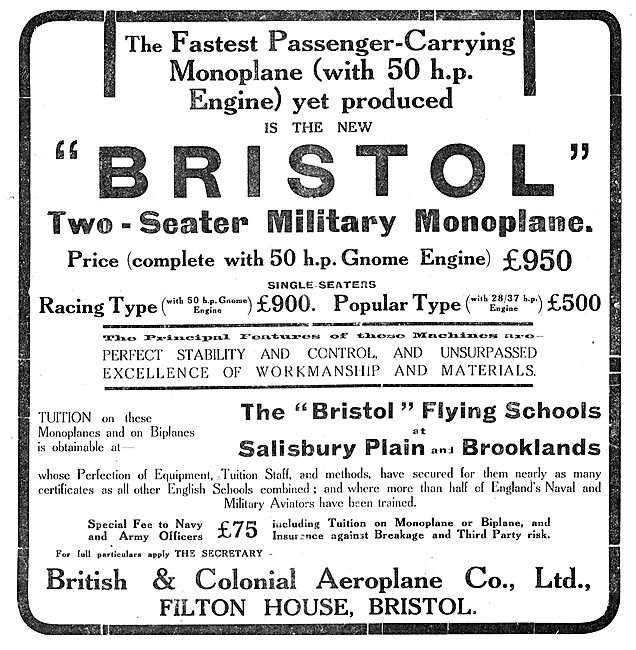 The Fastest Passenger-Carrying
Monoplane (with 50 h.p.
Engine) yet produced
IS THE NEW
"BRISTOL"
Two-Seater Military Monoplane.
Price (complete with 50 h.p. Gnome Engine) £950
SINGLE-SEATERS
Racing Type (with 50 h.p. Gnome Engine) £900. Popular Type (with 28/37 h.p. Engine) £500
The Principal Features of these Machines are—
PERFECT STABILITY AND CONTROL, AND UNSURPASSED
EXCELLENCE OF WORKMANSHIP AND MATERIALS.
TUITION on these
Monoplanes and on Biplanes
is obtainable at—
The "Bristol" Flying Schools
at
Salisbury Plain and Brooklands
whose Perfection of Equipment, Tuition Staff, and methods, have secured for them nearly as many
certificates as all other English Schools combined; and where more than half of England's Naval and
Military Aviators have been trained.
Special Fee to Navy
and Army Officers
£75
including Tuition on Monoplane or Biplane, and
Insurence against Breakage and Third Party risk.
For full particulars apply THE SECRETARY -
British & Colonial Aeroplane Co., Ltd.,
FILTON HOUSE, BRISTOL.